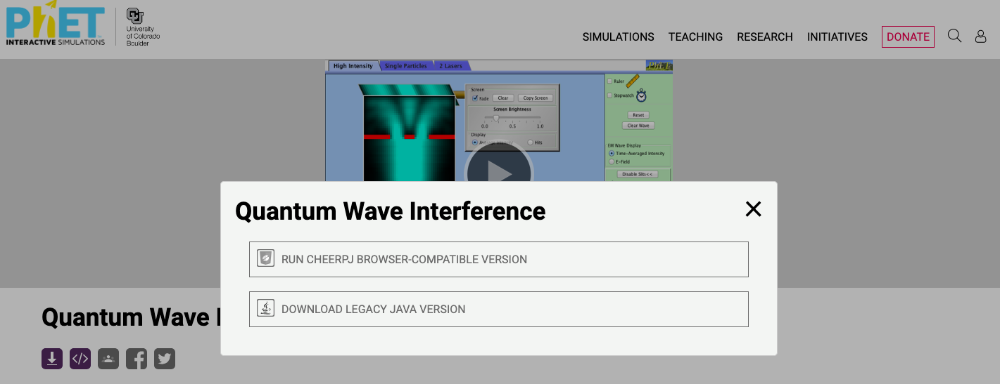 PhET
INTERACTIVE SIMULATIONS
CU
University
of Colorado
Boulder
SIMULATIONS TEACHING RESEARCH INITIATIVES DONATE
High Intensity Single Particles 2 Lasers PhET
Screen
Fade Clear Copy Screen
Screen Brightness
0.0 0.5 1.0
Display
Average Intensity Hits
Ruler
Stopwatch
Reset
Clear Wave
EM Wave Display
Time-Averaged Intensity
E-Field
Disable Slits<<
Quantum Wave Interference
RUN CHEERPJ BROWSER-COMPATIBLE VERSION
DOWNLOAD LEGACY JAVA VERSION
Quantum Wave I